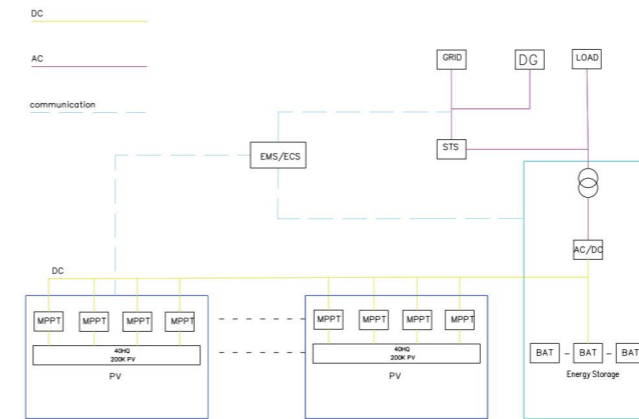 DC
AC
communication
GRID
DG
LOAD
STS
EMS/ECS
AC/DC
DC
MPPT MPPT MPPT MPPT
40HQ
200K PV
PV
MPPT MPPT MPPT MPPT
40HQ
200K PV
PV
BAT – BAT – BAT
Energy Storage